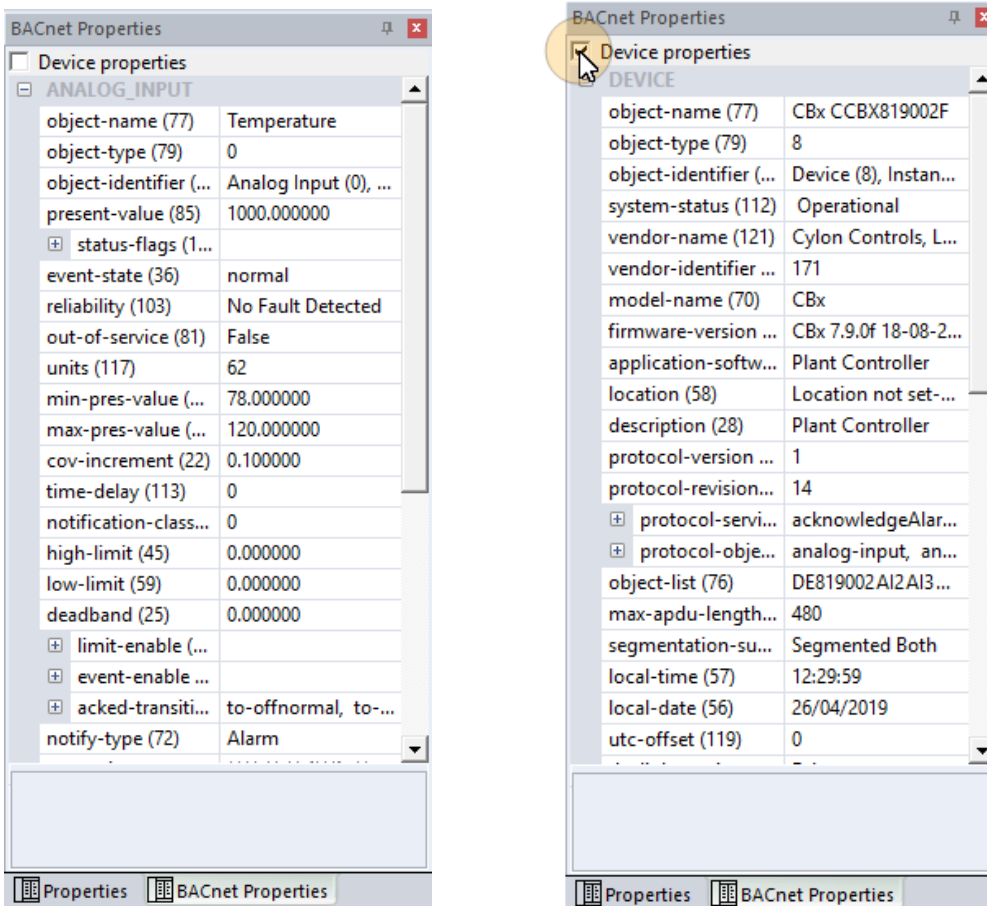 BACnet Properties
Device properties
ANALOG_INPUT
object-name (77) Temperature
object-type (79) 0
object-identifier (... Analog Input (0), ...
present-value (85) 1000.000000
status-flags (1...
event-state (36) normal
reliability (103) No Fault Detected
out-of-service (81) False
units (117) 62
min-pres-value (... 78.000000
max-pres-value (... 120.000000
cov-increment (22) 0.100000
time-delay (113) 0
notification-class... 0
high-limit (45) 0.000000
low-limit (59) 0.000000
deadband (25) 0.000000
limit-enable (...
event-enable ...
acked-transiti... to-offnormal, to-...
notify-type (72) Alarm
Properties BACnet Properties
BACnet Properties
Device properties
DEVICE
object-name (77) CBx CCBX819002F
object-type (79) 8
object-identifier (... Device (8), Instan...
system-status (112) Operational
vendor-name (121) Cylon Controls, L...
vendor-identifier ... 171
model-name (70) CBx
firmware-version ... CBx 7.9.0f 18-08-2...
application-softw... Plant Controller
location (58) Location not set-...
description (28) Plant Controller
protocol-version ... 1
protocol-revision... 14
protocol-servi... acknowledgeAlar...
protocol-obje... analog-input, an...
object-list (76) DE819002AI2AI3...
max-apdu-length... 480
segmentation-su... Segmented Both
local-time (57) 12:29:59
local-date (56) 26/04/2019
utc-offset (119) 0
Properties BACnet Properties